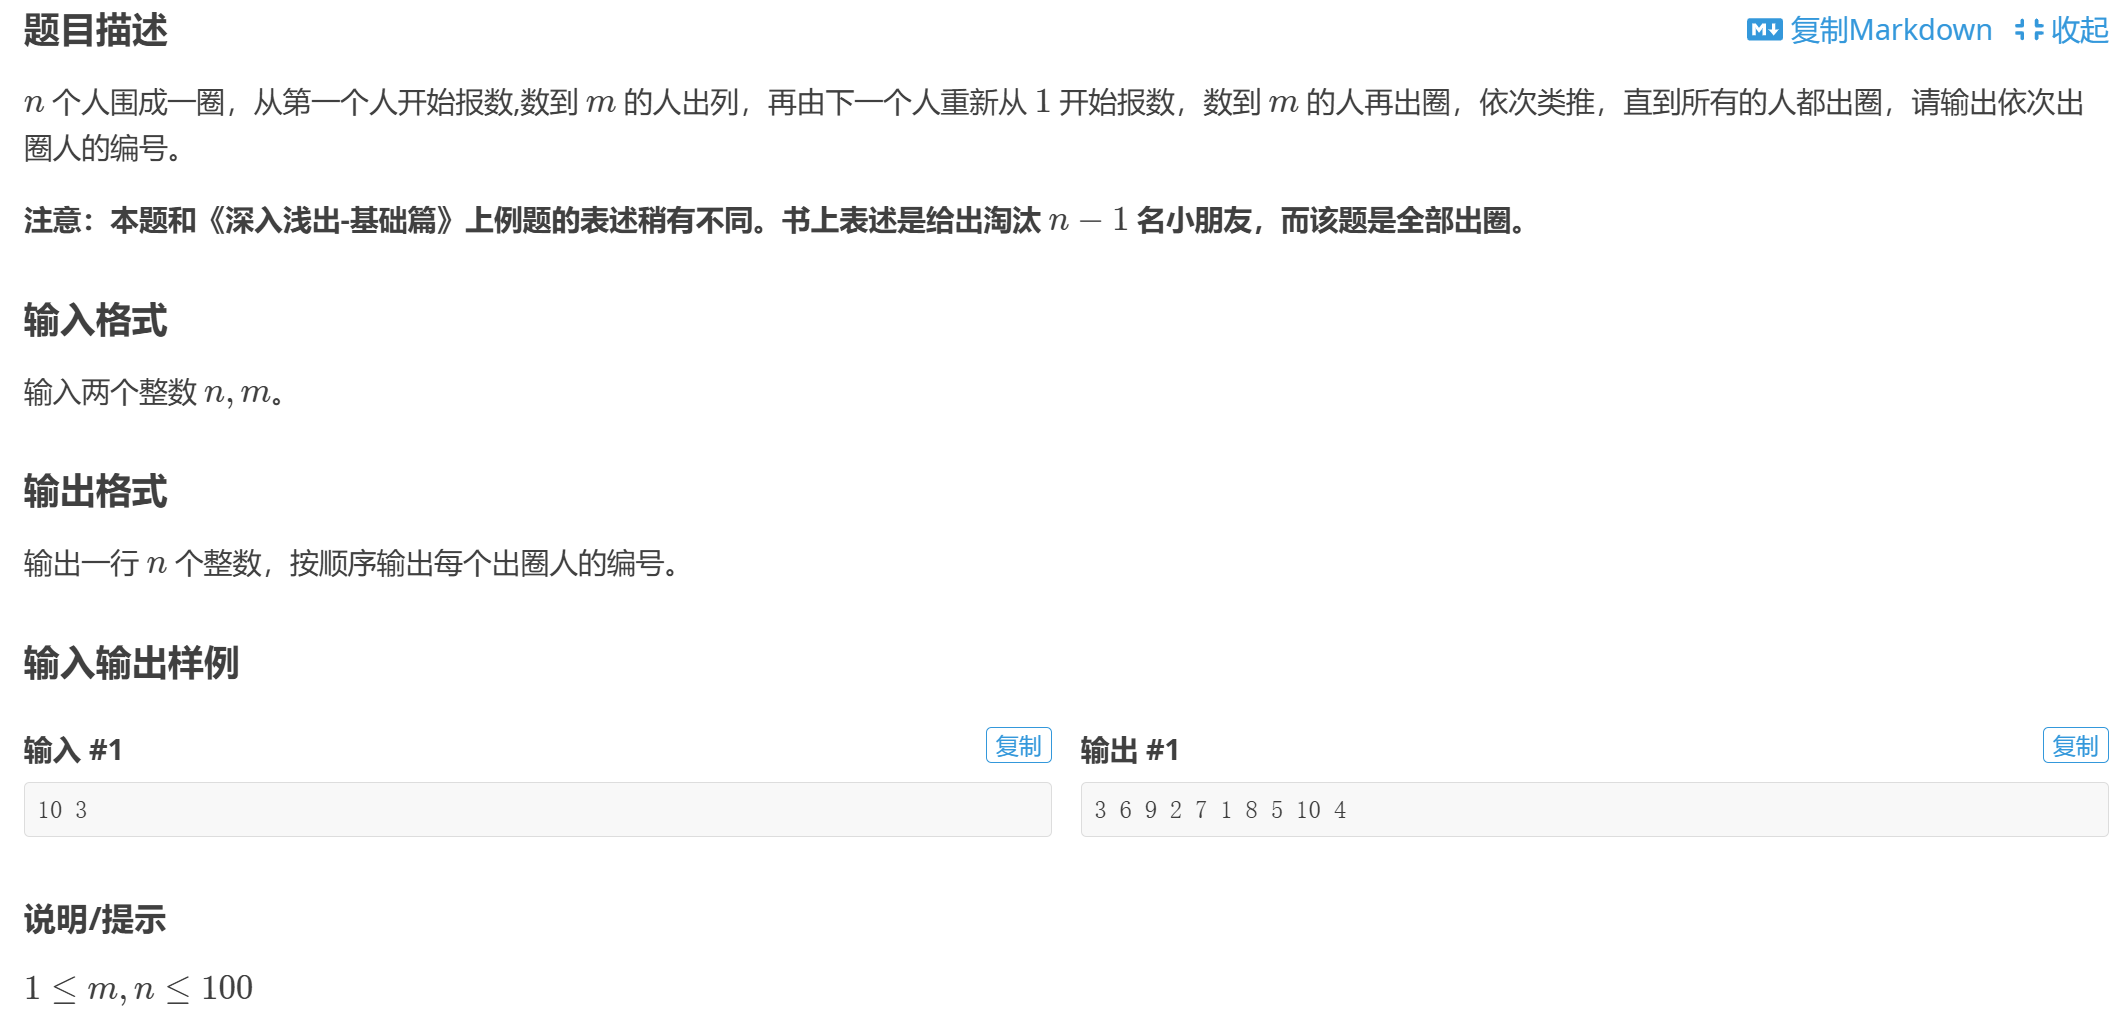 题目描述
复制Markdown 收起
n 个人围成一圈，从第一个人开始报数,数到 m 的人出列，再由下一个人重新从 1 开始报数，数到 m 的人再出圈，依次类推，直到所有的人都出圈，请输出依次出
圈人的编号。
注意：本题和《深入浅出-基础篇》上例题的表述稍有不同。书上表述是给出淘汰 n − 1 名小朋友，而该题是全部出圈。
输入格式
输入两个整数 n, m。
输出格式
输出一行 n 个整数，按顺序输出每个出圈人的编号。
输入输出样例
输入 #1 复制
10 3
输出 #1 复制
3 6 9 2 7 1 8 5 10 4
说明/提示
1 ≤ m, n ≤ 100